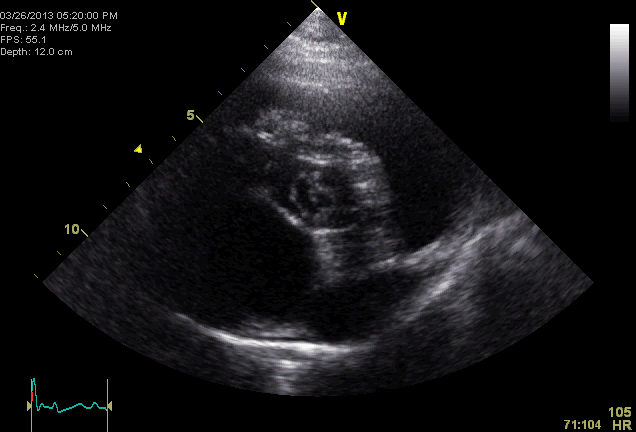 03/26/2013 05:20:00 PM
Freq.: 2.4 MHz/5.0 MHz
FPS: 55.1
Depth: 12.0 cm
V
5
10
105
71:104 HR